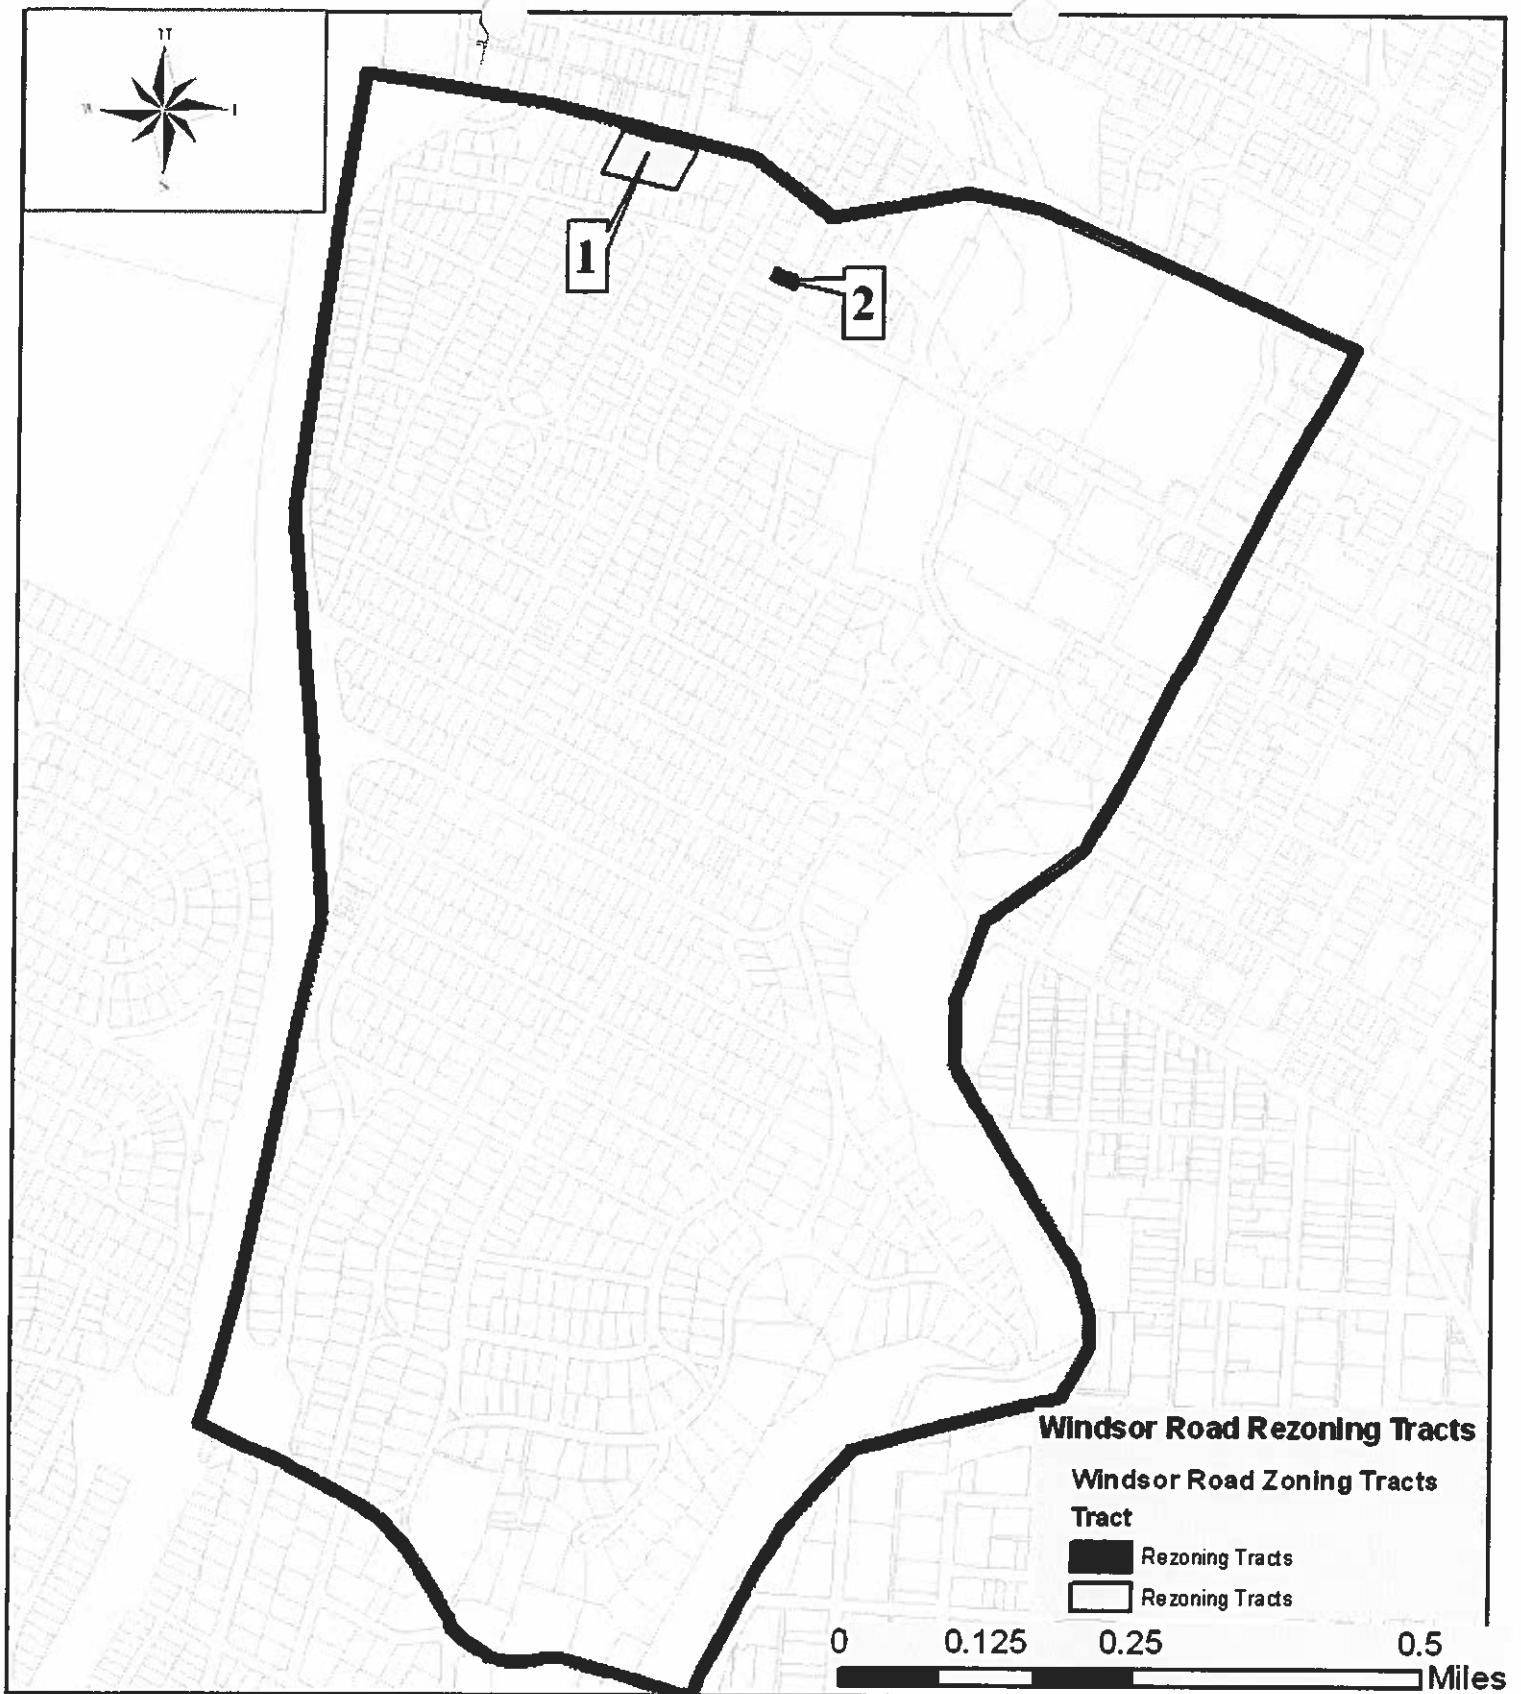 1
2
Windsor Road Rezoning Tracts
Windsor Road Zoning Tracts
Tract
Rezoning Tracts
Rezoning Tracts
0 0.125 0.25 0.5
Miles